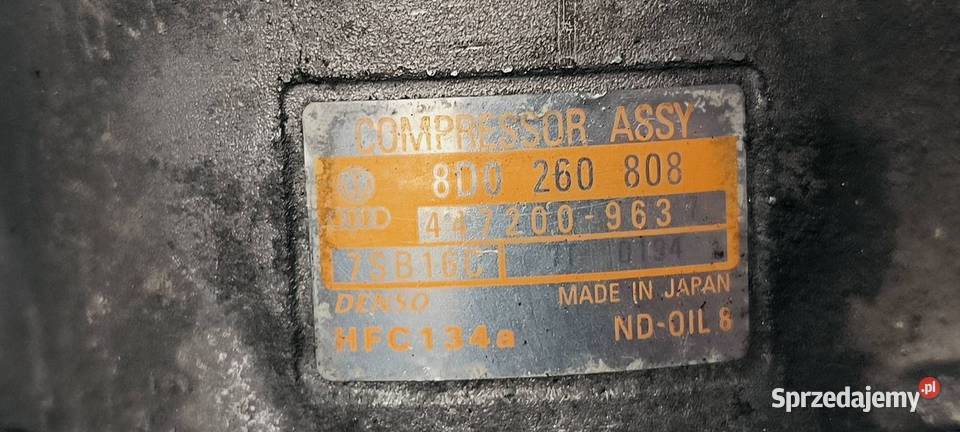 COMPRESSOR ASSY
8D0 260 808
447200-963
7SB16C
DENSO
MADE IN JAPAN
HFC134a
ND-OIL 8
Sprzedajemy.pl